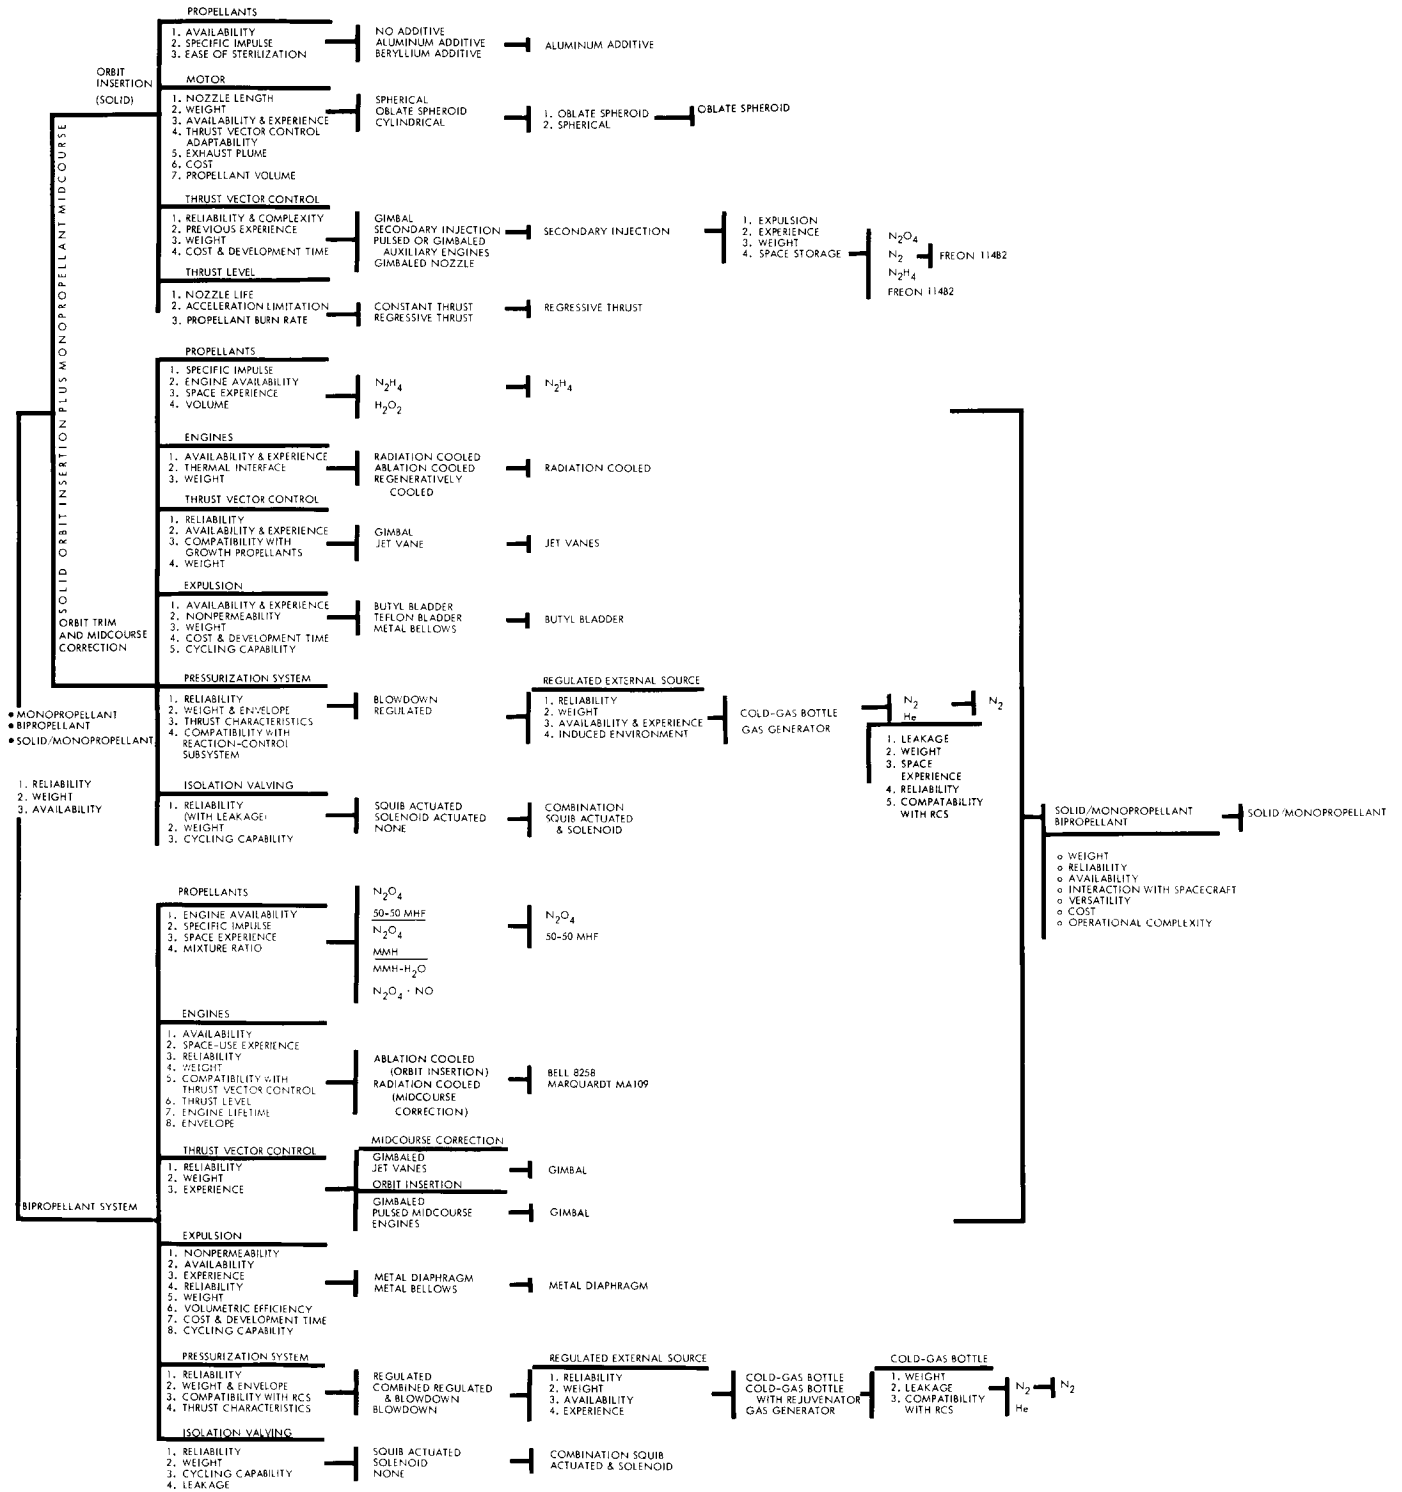 PROPELLANTS
1. AVAILABILITY
2. SPECIFIC IMPULSE
3. EASE OF STERILIZATION
NO ADDITIVE
ALUMINUM ADDITIVE
BERYLLIUM ADDITIVE
ALUMINUM ADDITIVE
ORBIT
INSERTION
(SOLID)
MOTOR
1. NOZZLE LENGTH
2. WEIGHT
3. AVAILABILITY & EXPERIENCE
4. THRUST VECTOR CONTROL
ADAPTABILITY
5. EXHAUST PLUME
6. COST
7. PROPELLANT VOLUME
SPHERICAL
OBLATE SPHEROID
CYLINDRICAL
1. OBLATE SPHEROID
2. SPHERICAL
OBLATE SPHEROID
THRUST VECTOR CONTROL
1. RELIABILITY & COMPLEXITY
2. PREVIOUS EXPERIENCE
3. WEIGHT
4. COST & DEVELOPMENT TIME
GIMBAL
SECONDARY INJECTION
PULSED OR GIMBALED
AUXILIARY ENGINES
GIMBALED NOZZLE
SECONDARY INJECTION
1. EXPULSION
2. EXPERIENCE
3. WEIGHT
4. SPACE STORAGE
N2O4
N2
N2H4
FREON 114B2
FREON 114B2
THRUST LEVEL
1. NOZZLE LIFE
2. ACCELERATION LIMITATION
3. PROPELLANT BURN RATE
CONSTANT THRUST
REGRESSIVE THRUST
REGRESSIVE THRUST
SOLID ORBIT INSERTION PLUS MONOPROPELLANT MIDCOURSE
ORBIT TRIM
AND MIDCOURSE
CORRECTION
PROPELLANTS
1. SPECIFIC IMPULSE
2. ENGINE AVAILABILITY
3. SPACE EXPERIENCE
4. VOLUME
N2H4
H2O2
N2H4
ENGINES
1. AVAILABILITY & EXPERIENCE
2. THERMAL INTERFACE
3. WEIGHT
RADIATION COOLED
ABLATION COOLED
REGENERATIVELY
COOLED
RADIATION COOLED
THRUST VECTOR CONTROL
1. RELIABILITY
2. AVAILABILITY & EXPERIENCE
3. COMPATIBILITY WITH
GROWTH PROPELLANTS
4. WEIGHT
GIMBAL
JET VANE
JET VANES
EXPULSION
1. AVAILABILITY & EXPERIENCE
2. NONPERMEABILITY
3. WEIGHT
4. COST & DEVELOPMENT TIME
5. CYCLING CAPABILITY
BUTYL BLADDER
TEFLON BLADDER
METAL BELLOWS
BUTYL BLADDER
PRESSURIZATION SYSTEM
1. RELIABILITY
2. WEIGHT & ENVELOPE
3. THRUST CHARACTERISTICS
4. COMPATIBILITY WITH
REACTION-CONTROL
SUBSYSTEM
BLOWDOWN
REGULATED
REGULATED EXTERNAL SOURCE
1. RELIABILITY
2. WEIGHT
3. AVAILABILITY & EXPERIENCE
4. INDUCED ENVIRONMENT
COLD-GAS BOTTLE
GAS GENERATOR
N2
He
N2
1. LEAKAGE
2. WEIGHT
3. SPACE
EXPERIENCE
4. RELIABILITY
5. COMPATABILITY
WITH RCS
ISOLATION VALVING
1. RELIABILITY
(WITH LEAKAGE)
2. WEIGHT
3. CYCLING CAPABILITY
SQUIB ACTUATED
SOLENOID ACTUATED
NONE
COMBINATION
SQUIB ACTUATED
& SOLENOID
• MONOPROPELLANT
• BIPROPELLANT
• SOLID/MONOPROPELLANT
1. RELIABILITY
2. WEIGHT
3. AVAILABILITY
SOLID/MONOPROPELLANT
BIPROPELLANT
SOLID/MONOPROPELLANT
o WEIGHT
o RELIABILITY
o AVAILABILITY
o INTERACTION WITH SPACECRAFT
o VERSATILITY
o COST
o OPERATIONAL COMPLEXITY
BIPROPELLANT SYSTEM
PROPELLANTS
1. ENGINE AVAILABILITY
2. SPECIFIC IMPULSE
3. SPACE EXPERIENCE
4. MIXTURE RATIO
N2O4
50-50 MHF
N2O4
MMH
MMH-H2O
N2O4 · NO
N2O4
50-50 MHF
ENGINES
1. AVAILABILITY
2. SPACE-USE EXPERIENCE
3. RELIABILITY
4. WEIGHT
5. COMPATIBILITY WITH
THRUST VECTOR CONTROL
6. THRUST LEVEL
7. ENGINE LIFETIME
8. ENVELOPE
ABLATION COOLED
(ORBIT INSERTION)
RADIATION COOLED
(MIDCOURSE
CORRECTION)
BELL 8258
MARQUARDT MA109
THRUST VECTOR CONTROL
1. RELIABILITY
2. WEIGHT
3. EXPERIENCE
MIDCOURSE CORRECTION
GIMBALED
JET VANES
GIMBAL
ORBIT INSERTION
GIMBALED
PULSED MIDCOURSE
ENGINES
GIMBAL
EXPULSION
1. NONPERMEABILITY
2. AVAILABILITY
3. EXPERIENCE
4. RELIABILITY
5. WEIGHT
6. VOLUMETRIC EFFICIENCY
7. COST & DEVELOPMENT TIME
8. CYCLING CAPABILITY
METAL DIAPHRAGM
METAL BELLOWS
METAL DIAPHRAGM
PRESSURIZATION SYSTEM
1. RELIABILITY
2. WEIGHT & ENVELOPE
3. COMPATIBILITY WITH RCS
4. THRUST CHARACTERISTICS
REGULATED
COMBINED REGULATED
& BLOWDOWN
BLOWDOWN
REGULATED EXTERNAL SOURCE
1. RELIABILITY
2. WEIGHT
3. AVAILABILITY
4. EXPERIENCE
COLD-GAS BOTTLE
COLD-GAS BOTTLE
WITH REJUVENATOR
GAS GENERATOR
COLD-GAS BOTTLE
1. WEIGHT
2. LEAKAGE
3. COMPATIBILITY
WITH RCS
N2
He
N2
ISOLATION VALVING
1. RELIABILITY
2. WEIGHT
3. CYCLING CAPABILITY
4. LEAKAGE
SQUIB ACTUATED
SOLENOID
NONE
COMBINATION SQUIB
ACTUATED & SOLENOID